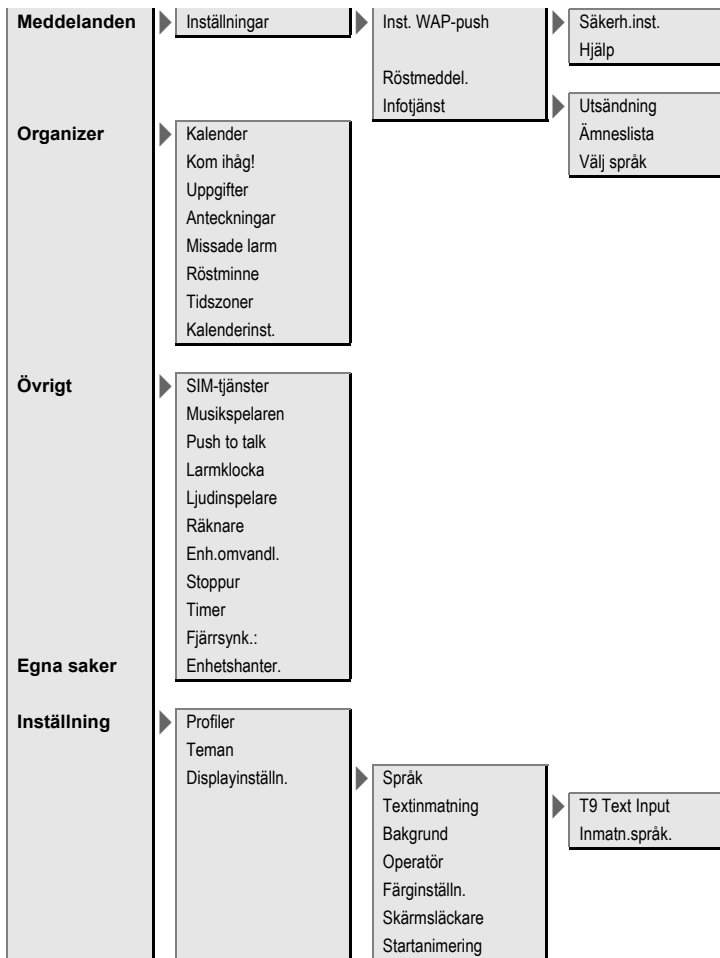 Meddelanden
Inställningar
Inst. WAP-push
Säkerh.inst.
Hjälp
Röstmeddel.
Infotjänst
Utsändning
Ämneslista
Välj språk
Organizer
Kalender
Kom ihåg!
Uppgifter
Anteckningar
Missade larm
Röstminne
Tidszoner
Kalenderinst.
Övrigt
SIM-tjänster
Musikspelaren
Push to talk
Larmklocka
Ljudinspelare
Räknare
Enh.omvandl.
Stoppur
Timer
Fjärrsynk.:
Enhetshanter.
Egna saker
Inställning
Profiler
Teman
Displayinställn.
Språk
Textinmatning
T9 Text Input
Inmatn.språk.
Bakgrund
Operatör
Färginställn.
Skärmsläckare
Startanimering